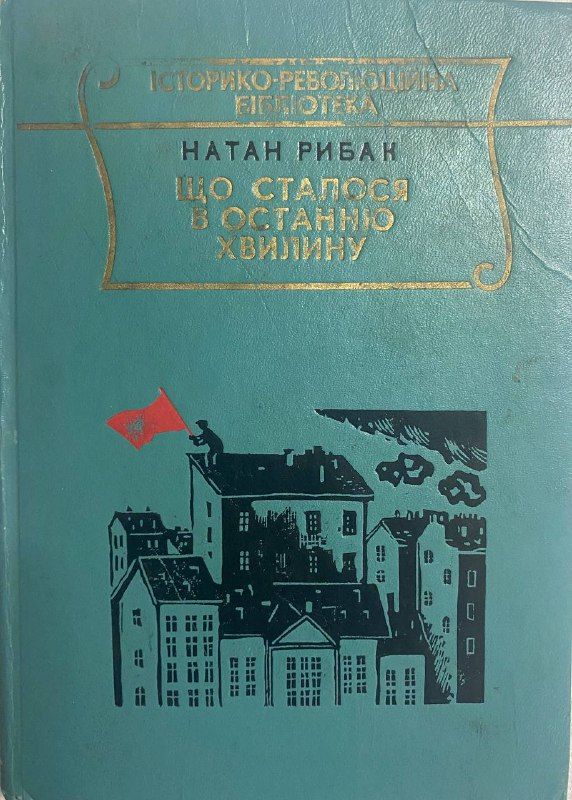 ІСТОРИКО-РЕВОЛЮЦІЙНА
БІБЛІОТЕКА
НАТАН РИБАК
ЩО СТАЛОСЯ
В ОСТАННЮ
ХВИЛИНУ